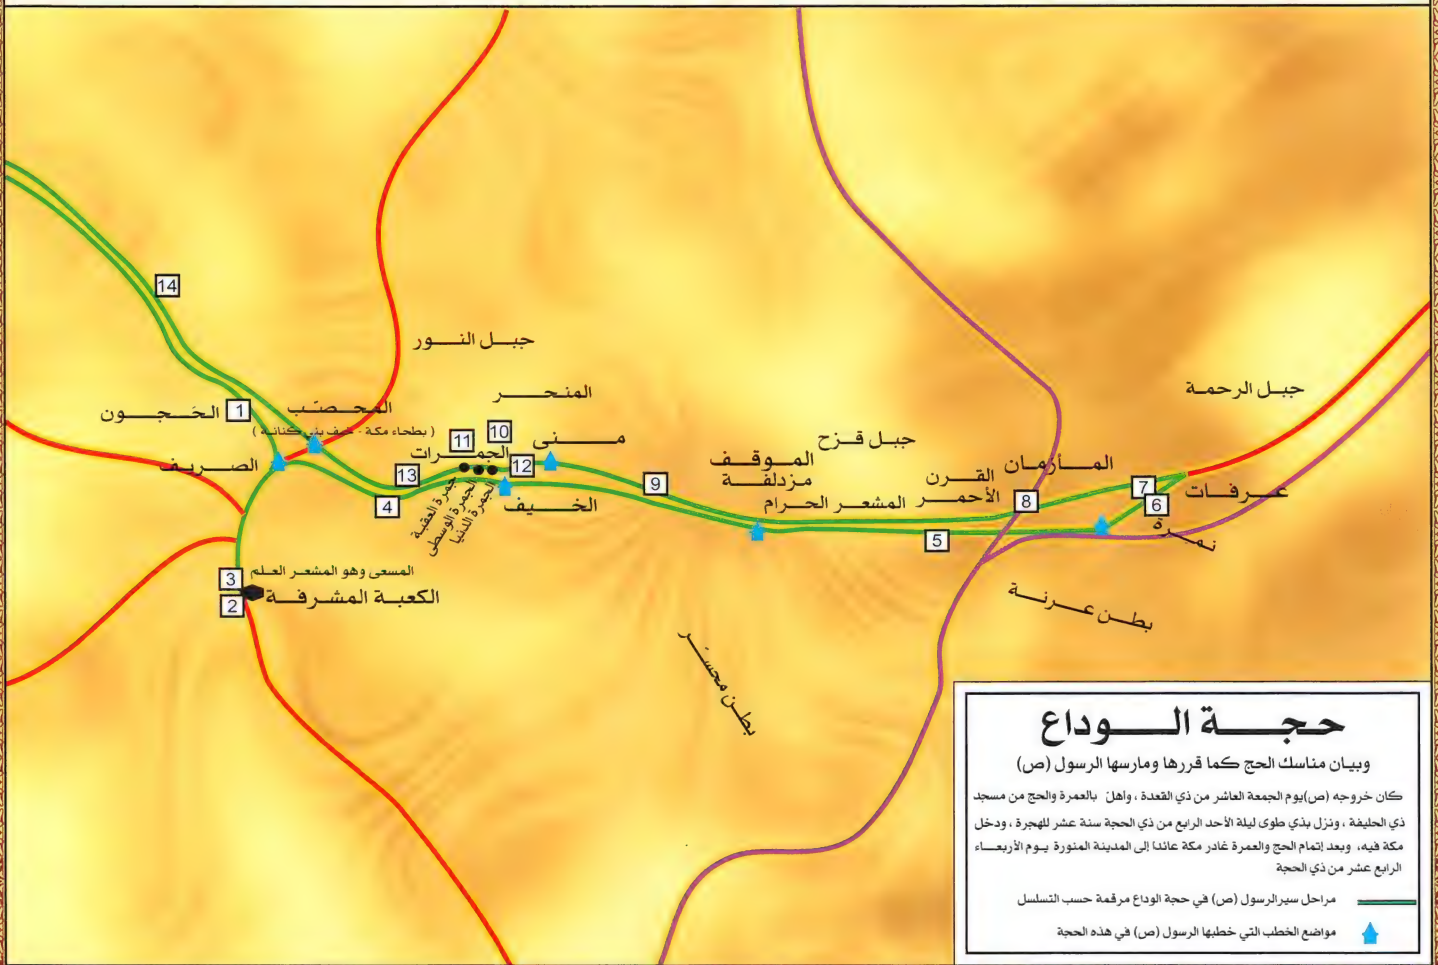 14
جبل النور
المنحر
1
الحجون
المحصّب
( بطحاء مكة - خيف بني كنانة )
الصريف
13
4
11
10
الجمرات
12
جمرة العقبة
الجمرة الوسطى
الجمرة الدنيا
منى
الخيف
9
جبل قزح
الموقف
مزدلفة
المشعر الحرام
القرن
الأحمر
المأزمان
8
5
7
6
جبل الرحمة
عرفات
نمرة
بطن عرنة
بطن محسّر
3
المسعى وهو المشعر العلم
2
الكعبة المشرفة
حجة الوداع
وبيان مناسك الحج كما قررها ومارسها الرسول (ص)
كان خروجه (ص)يوم الجمعة العاشر من ذي القعدة ، وأهلّ بالعمرة والحج من مسجد
ذي الحليفة ، ونزل بذي طوى ليلة الأحد الرابع من ذي الحجة سنة عشر للهجرة ، ودخل
مكة فيه، وبعد إتمام الحج والعمرة غادر مكة عائدا إلى المدينة المنورة يوم الأربعاء
الرابع عشر من ذي الحجة
مراحل سيرالرسول (ص) في حجة الوداع مرقمة حسب التسلسل
مواضع الخطب التي خطبها الرسول (ص) في هذه الحجة